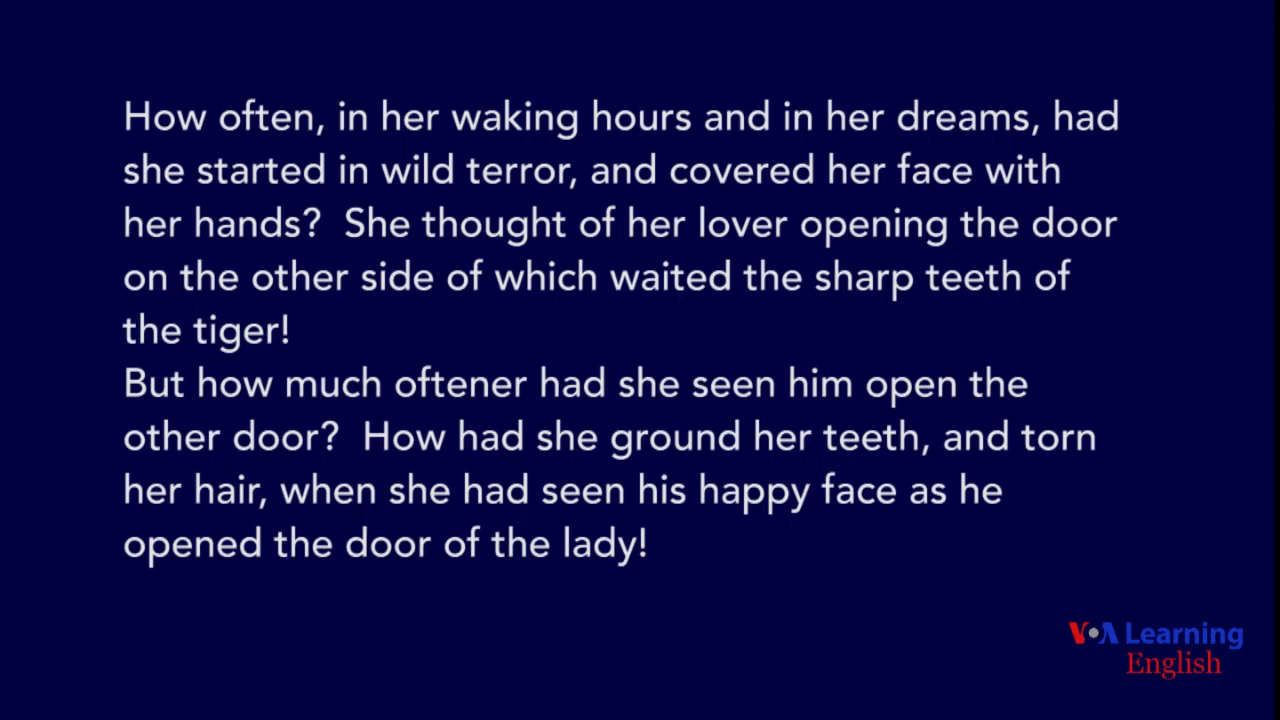 How often, in her waking hours and in her dreams, had
she started in wild terror, and covered her face with
her hands?  She thought of her lover opening the door
on the other side of which waited the sharp teeth of
the tiger!
But how much oftener had she seen him open the
other door?  How had she ground her teeth, and torn
her hair, when she had seen his happy face as he
opened the door of the lady!
VOA Learning
English